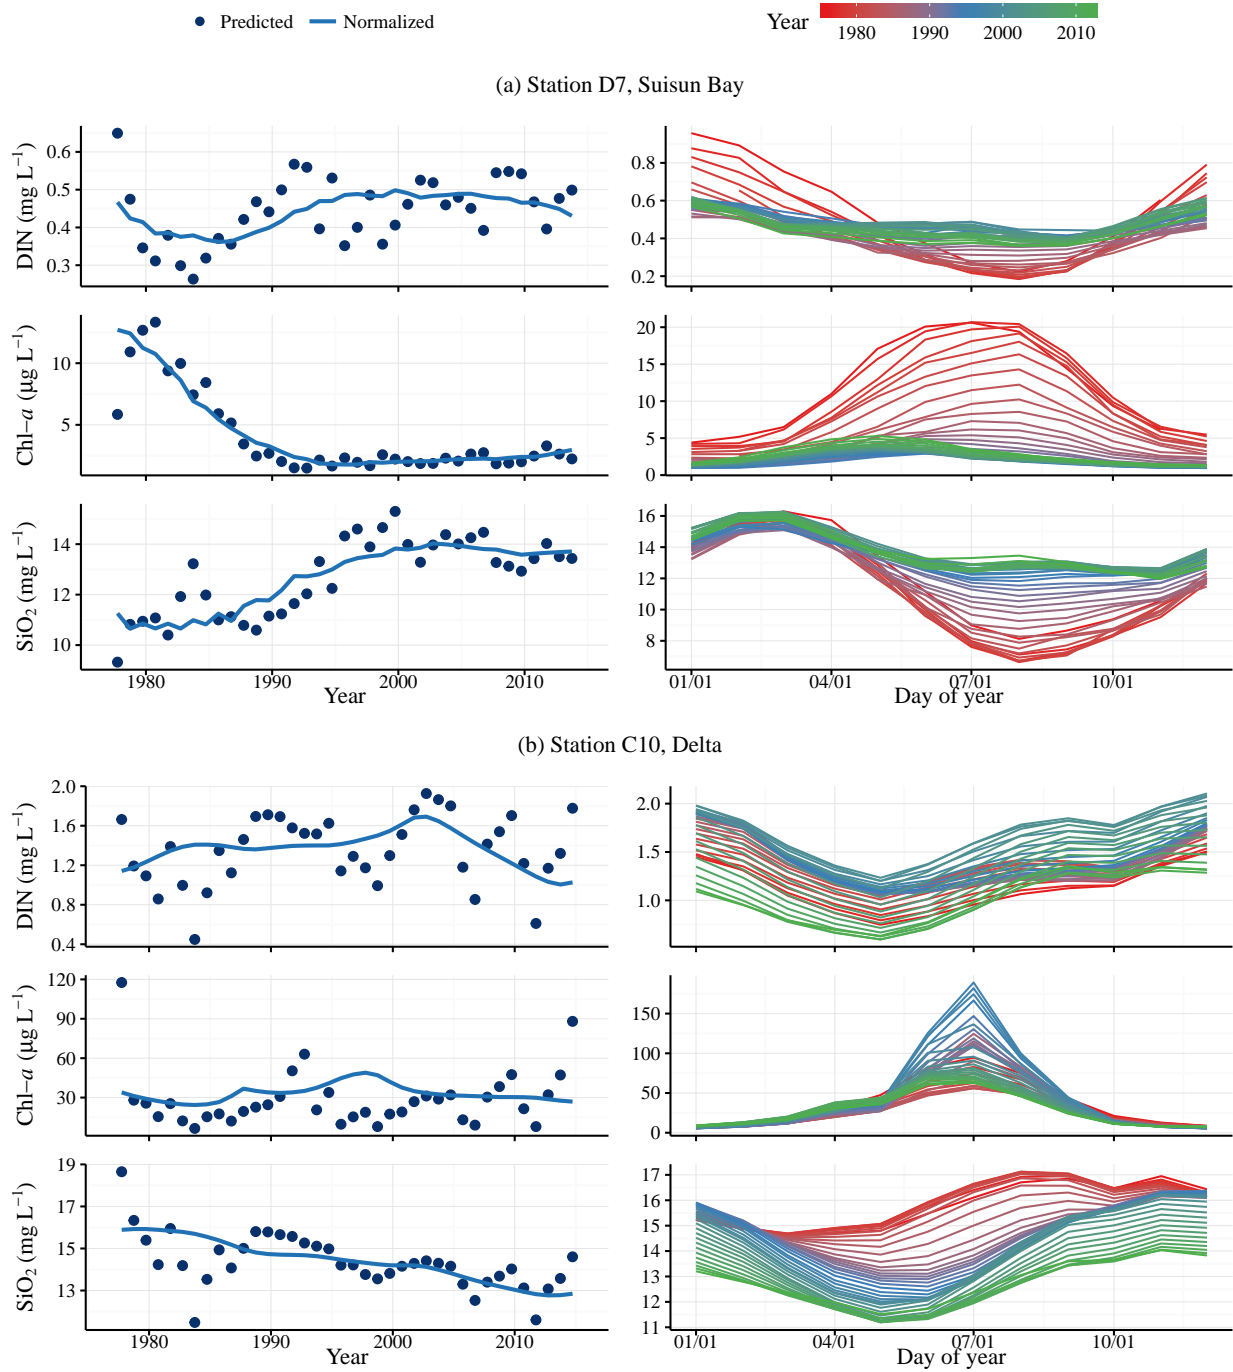 Predicted Normalized Year 1980 1990 2000 2010
(a) Station D7, Suisun Bay
DIN (mg L⁻¹)
0.6
0.5
0.4
0.3
0.8
0.6
0.4
0.2
Chl−a (μg L⁻¹)
10
5
20
15
10
5
0
SiO₂ (mg L⁻¹)
14
12
10
16
14
12
10
8
1980 1990 2000 2010
Year
01/01 04/01 07/01 10/01
Day of year
(b) Station C10, Delta
DIN (mg L⁻¹)
2.0
1.6
1.2
0.8
0.4
2.0
1.5
1.0
Chl−a (μg L⁻¹)
120
90
60
30
150
100
50
0
SiO₂ (mg L⁻¹)
19
16
15
13
17
16
15
14
13
12
11
1980 1990 2000 2010
Year
01/01 04/01 07/01 10/01
Day of year